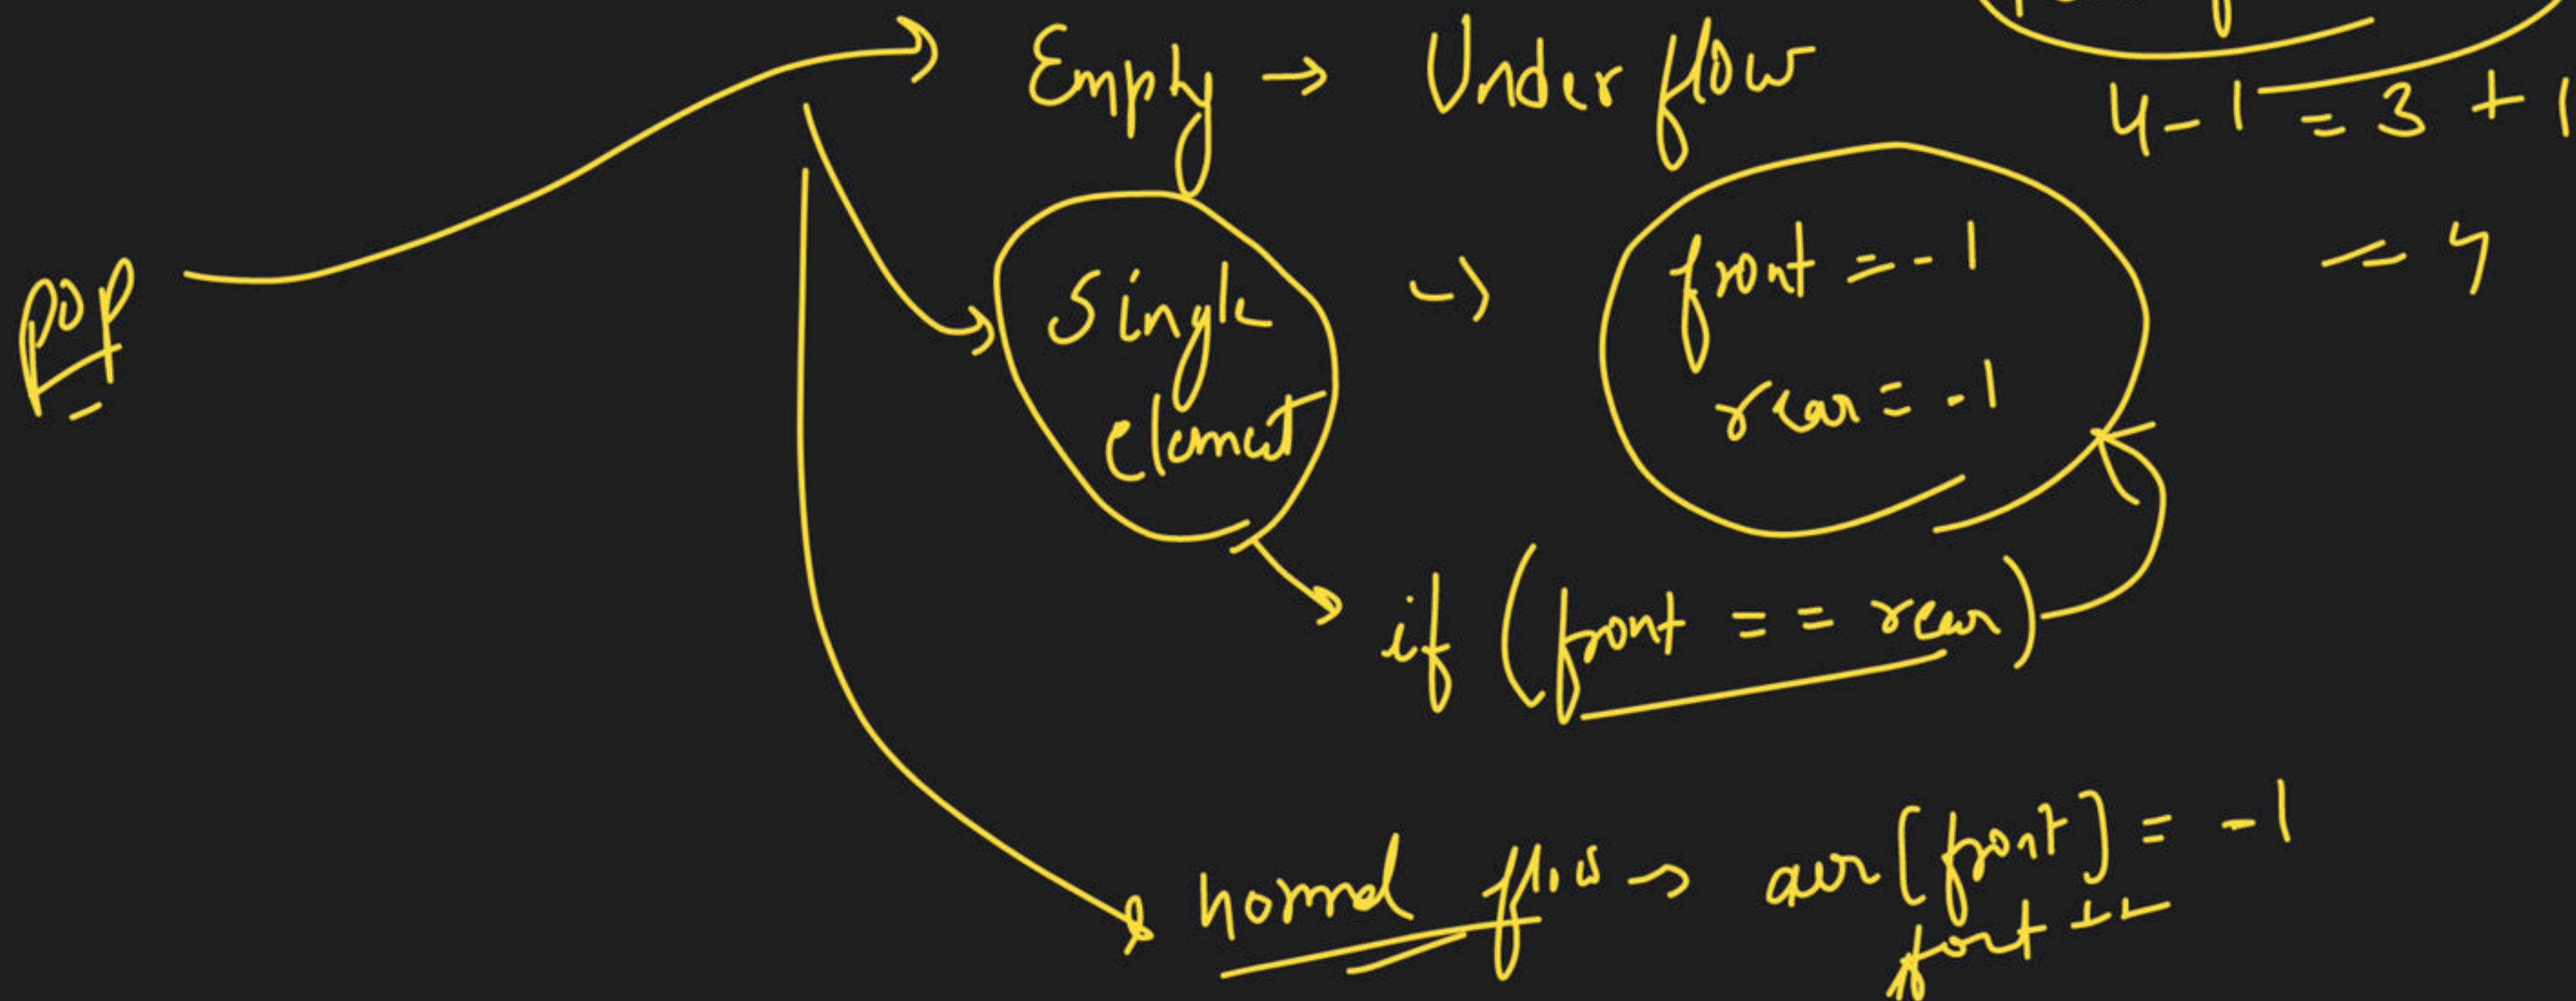 Empty → Underflow
4 - 1 = 3 + 1
= 4
pop
Single
element
→
front = -1
rear = -1
if (front == rear)
normal flow → arr[front] = -1
front ++